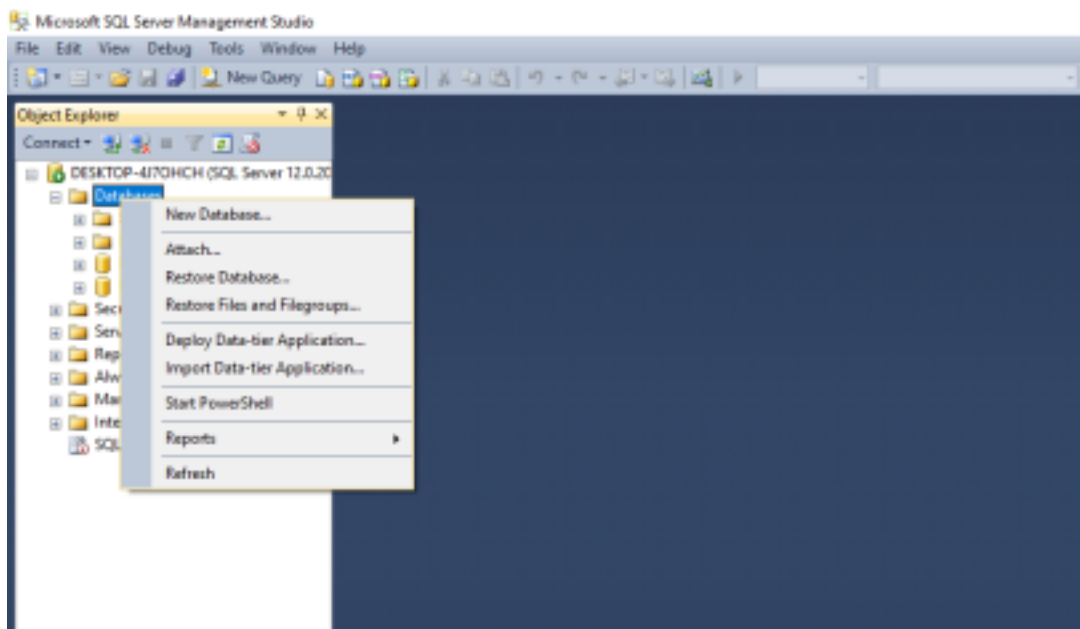 Microsoft SQL Server Management Studio
File Edit View Debug Tools Window Help
New Query
Object Explorer
Connect
DESKTOP-4J7OHCH (SQL Server 12.0.20
Databases
New Database...
Attach...
Restore Database...
Restore Files and Filegroups...
Secu
Serv
Deploy Data-tier Application...
Rep
Import Data-tier Application...
Alw
Man
Start PowerShell
Inte
Reports
SQL
Refresh